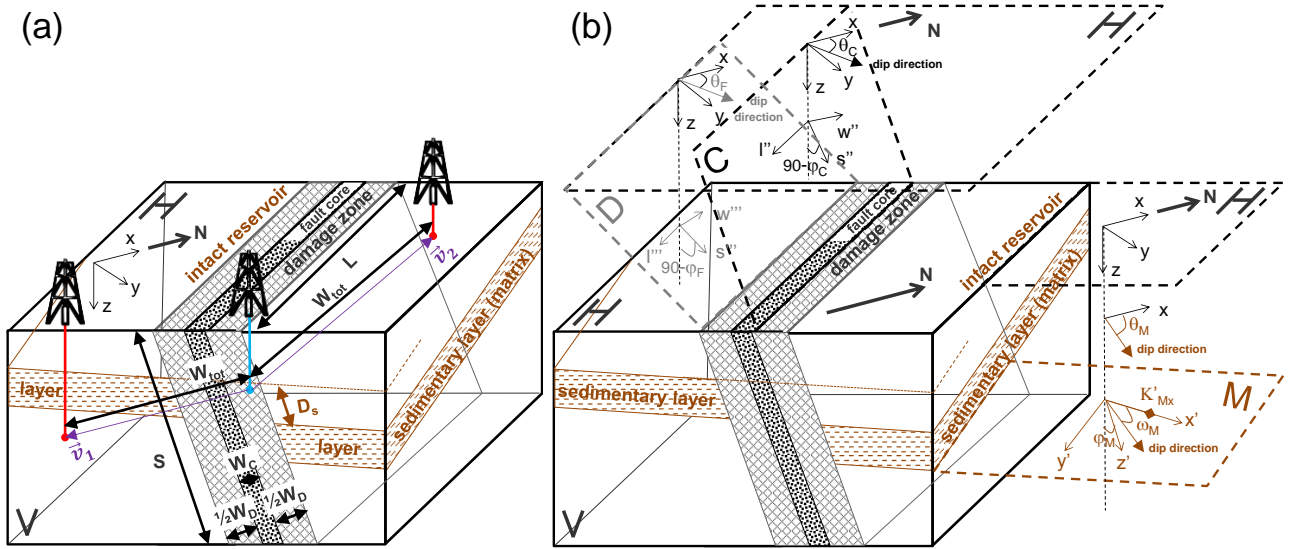 (a)
H
N
x
y
z
intact reservoir
fault core
damage zone
L
W_tot
v⃗_2
W_tot
layer
v⃗_1
D_s
layer
sedimentary layer (matrix)
S
W_C
½W_D
½W_D
V
(b)
H
N
x
θ_C
dip direction
y
z
x
θ_F
dip
direction
y
z
w''
l''
s''
90-φ_C
C
D
w'''
l'''
s'''
90-φ_F
H
N
fault core
damage zone
intact reservoir
sedimentary layer (matrix)
sedimentary layer
V
H
N
x
y
z
x
θ_M
dip direction
M
K'_Mx
x'
ω_M
φ_M
dip direction
y'
z'